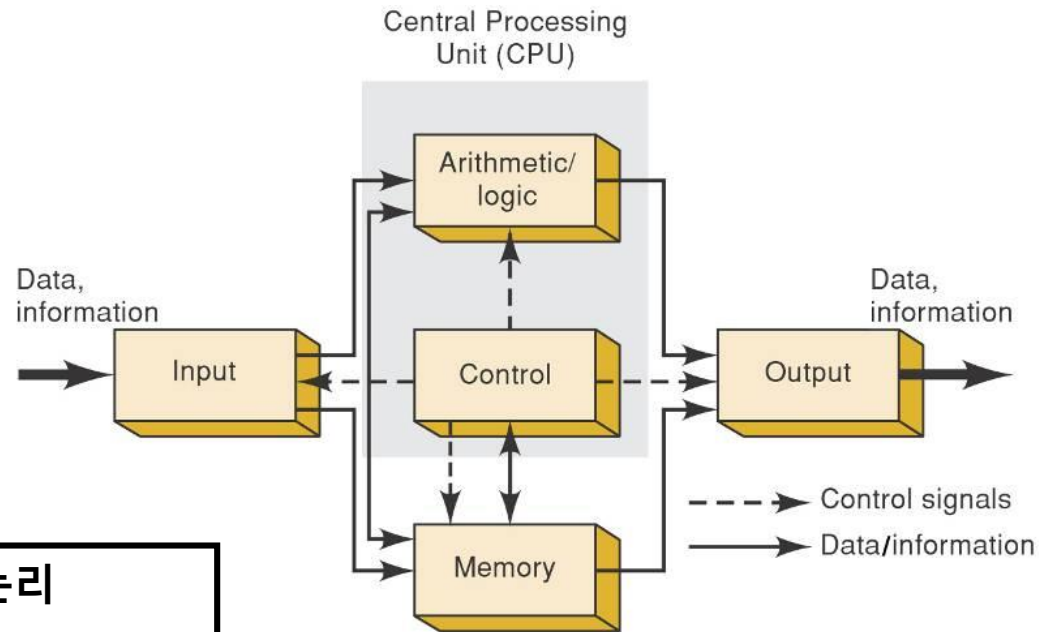 Central Processing
Unit (CPU)
Arithmetic/
logic
Data,
information
Data,
information
Input
Control
Output
Control signals
Data/information
Memory